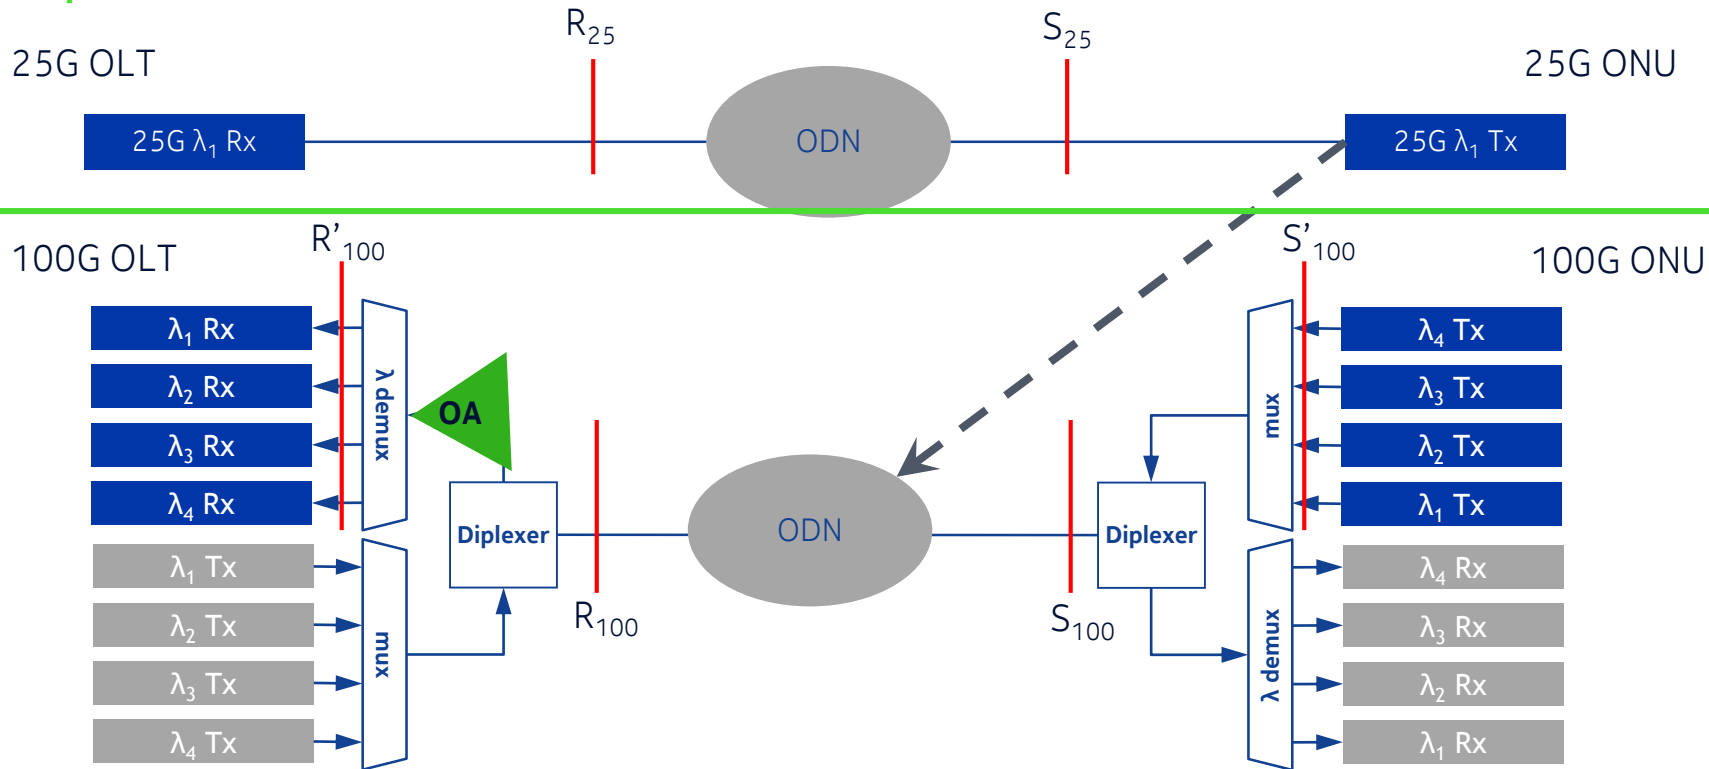 R₂₅
S₂₅
25G OLT
25G ONU
25G λ₁ Rx
ODN
25G λ₁ Tx
R’₁₀₀
S’₁₀₀
100G OLT
100G ONU
λ₁ Rx
λ₂ Rx
λ₃ Rx
λ₄ Rx
λ demux
OA
λ₁ Tx
λ₂ Tx
λ₃ Tx
λ₄ Tx
mux
Diplexer
R₁₀₀
ODN
S₁₀₀
Diplexer
mux
λ₄ Tx
λ₃ Tx
λ₂ Tx
λ₁ Tx
λ demux
λ₄ Rx
λ₃ Rx
λ₂ Rx
λ₁ Rx